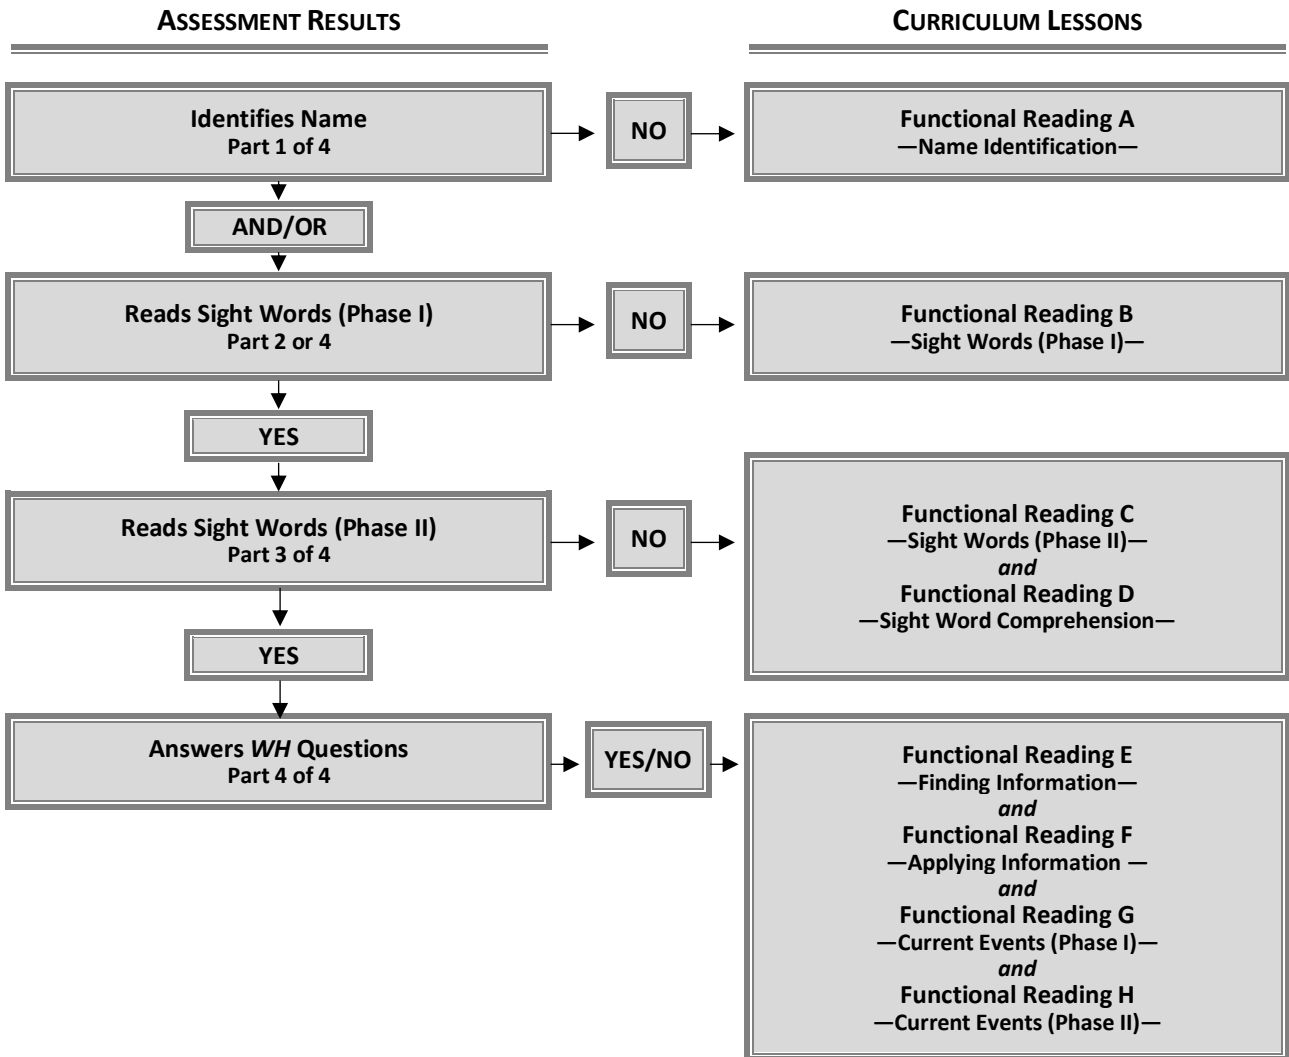 ASSESSMENT RESULTS
CURRICULUM LESSONS
Identifies Name
Part 1 of 4
NO
Functional Reading A
—Name Identification—
AND/OR
Reads Sight Words (Phase I)
Part 2 or 4
NO
Functional Reading B
—Sight Words (Phase I)—
YES
Reads Sight Words (Phase II)
Part 3 of 4
NO
Functional Reading C
—Sight Words (Phase II)—
and
Functional Reading D
—Sight Word Comprehension—
YES
Answers WH Questions
Part 4 of 4
YES/NO
Functional Reading E
—Finding Information—
and
Functional Reading F
—Applying Information —
and
Functional Reading G
—Current Events (Phase I)—
and
Functional Reading H
—Current Events (Phase II)—